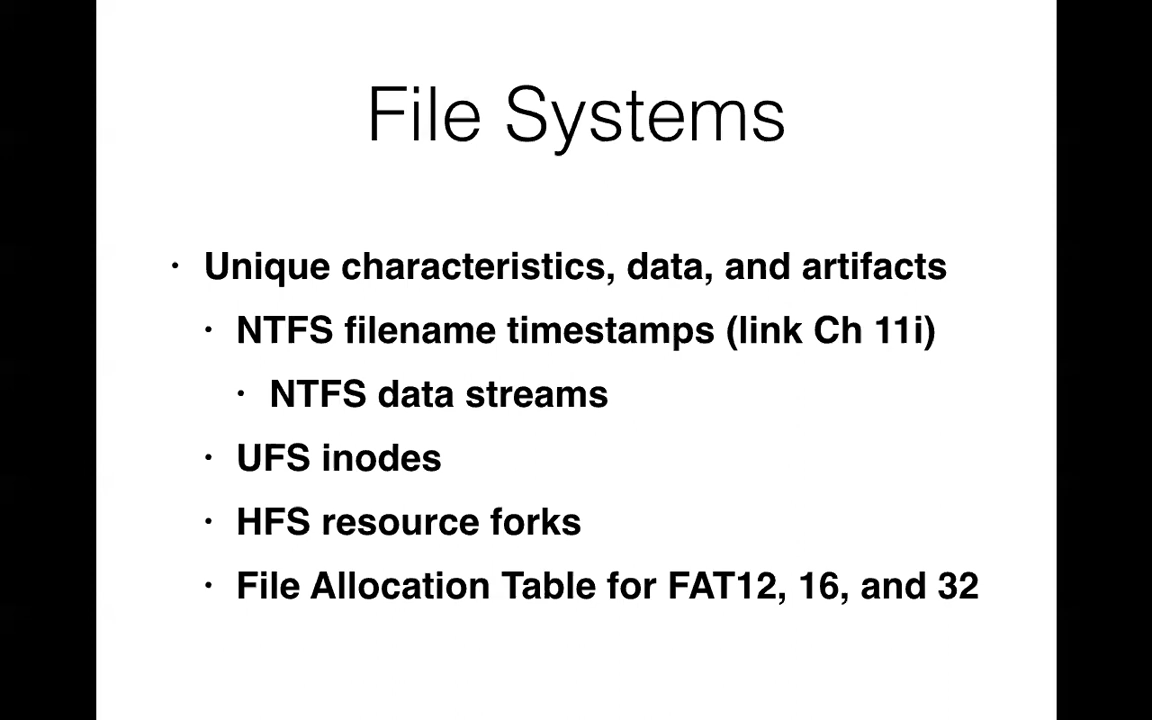 File Systems
• Unique characteristics, data, and artifacts
• NTFS filename timestamps (link Ch 11i)
• NTFS data streams
• UFS inodes
• HFS resource forks
• File Allocation Table for FAT12, 16, and 32